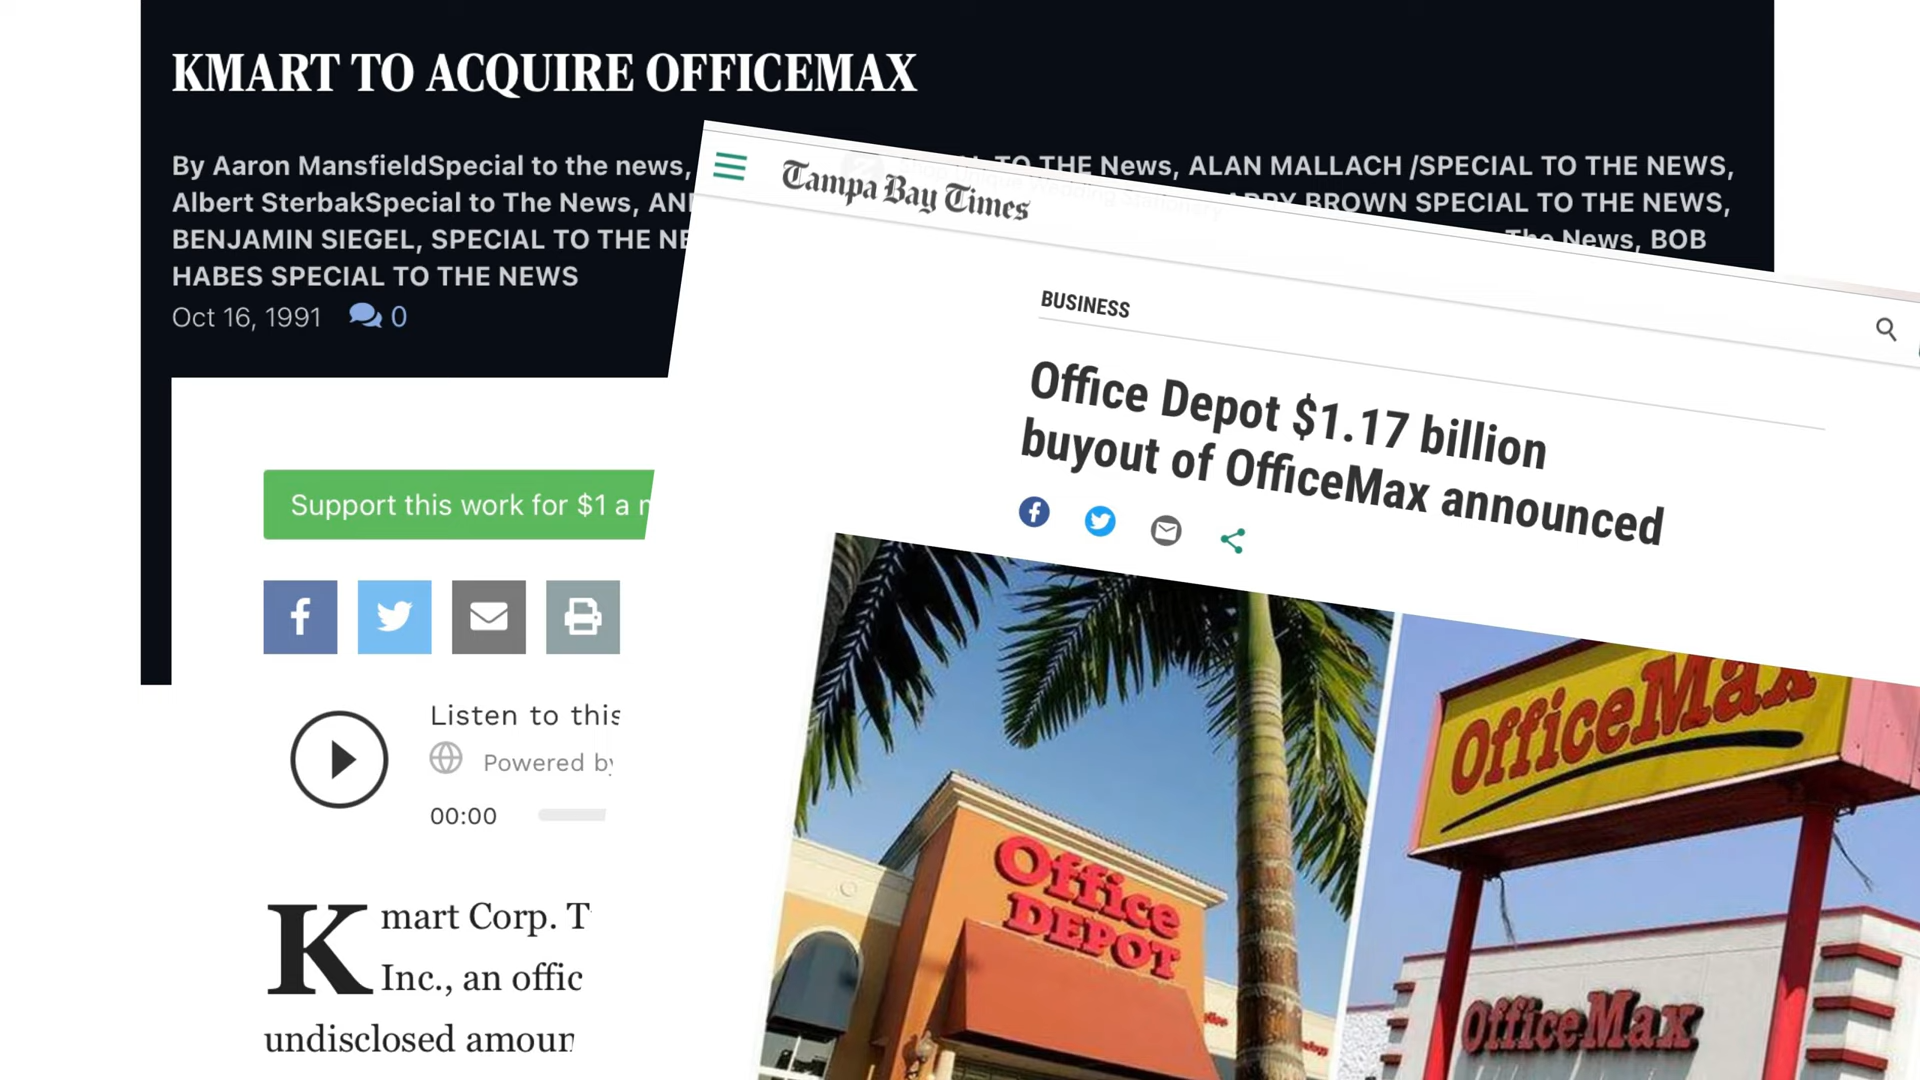 KMART TO ACQUIRE OFFICEMAX
By Aaron MansfieldSpecial to the news,
TO THE News, ALAN MALLACH /SPECIAL TO THE NEWS,
Albert SterbakSpecial to The News,
BROWN SPECIAL TO THE NEWS,
BENJAMIN SIEGEL, SPECIAL TO THE
The News, BOB
HABES SPECIAL TO THE NEWS
Oct 16, 1991 0
Support this work for $1 a
Listen to this
Powered by
00:00
Kmart Corp.
Inc., an
undisclosed
Tampa Bay Times
BUSINESS
Office Depot $1.17 billion
buyout of OfficeMax announced
Office
DEPOT
OfficeMax
OfficeMax